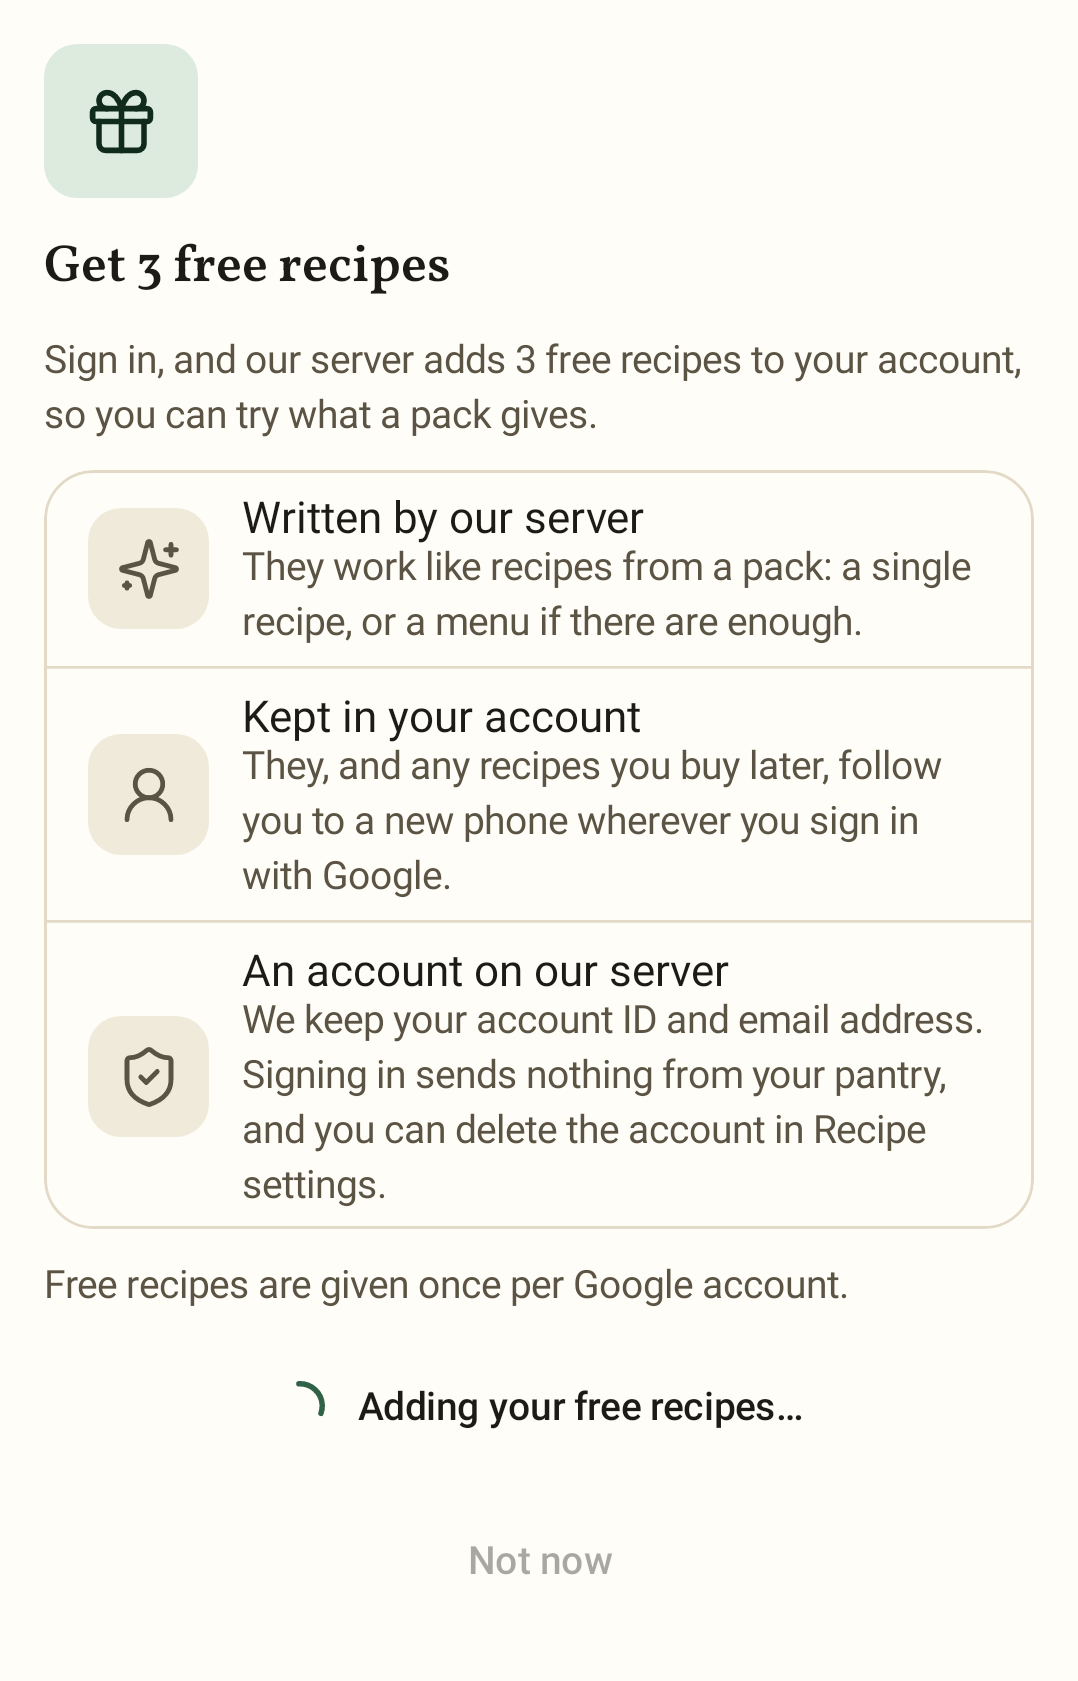 Get 3 free recipes
Sign in, and our server adds 3 free recipes to your account,
so you can try what a pack gives.
Written by our server
They work like recipes from a pack: a single
recipe, or a menu if there are enough.
Kept in your account
They, and any recipes you buy later, follow
you to a new phone wherever you sign in
with Google.
An account on our server
We keep your account ID and email address.
Signing in sends nothing from your pantry,
and you can delete the account in Recipe
settings.
Free recipes are given once per Google account.
Adding your free recipes…
Not now